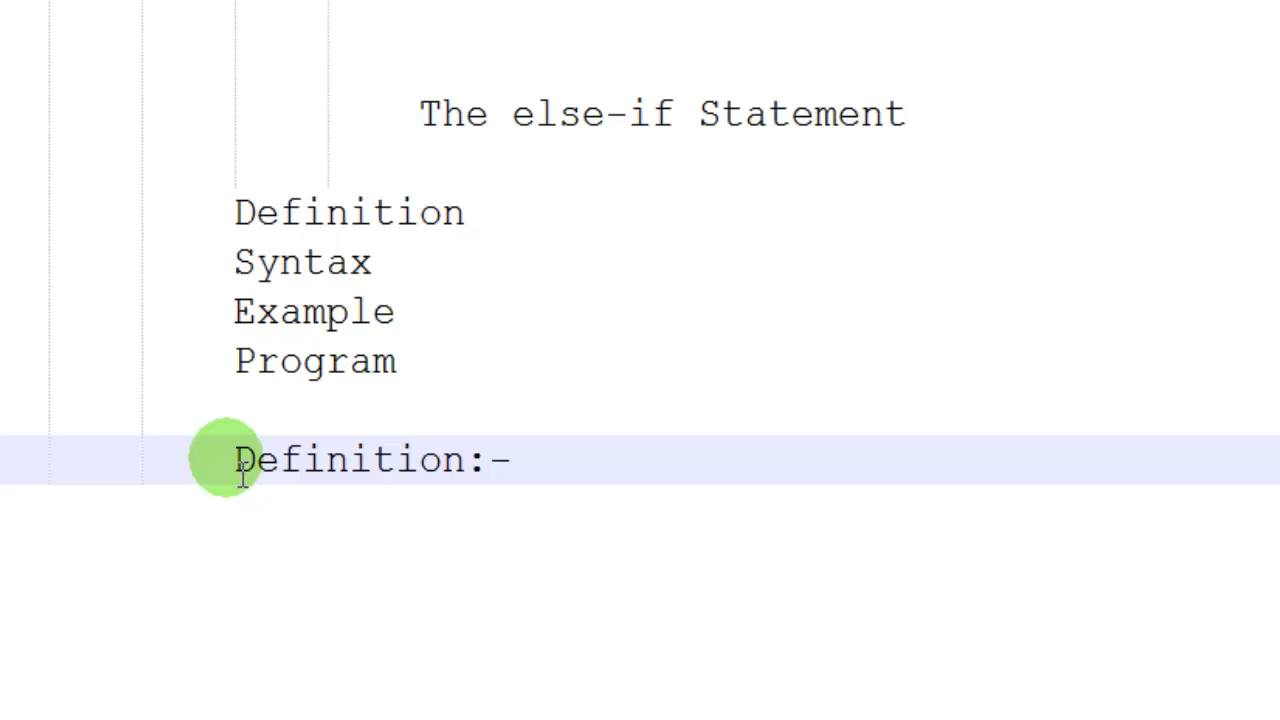 The else-if Statement
Definition
Syntax
Example
Program
Definition:-